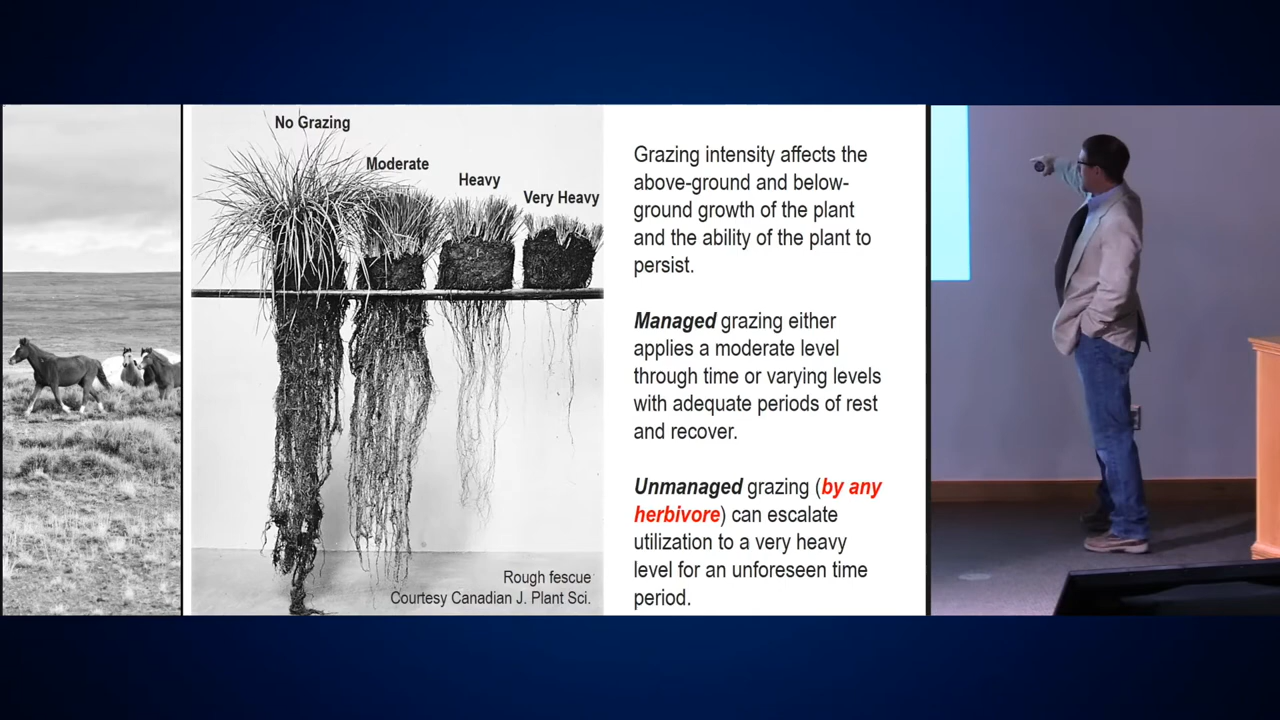 No Grazing
Moderate
Heavy
Very Heavy
Rough fescue
Courtesy Canadian J. Plant Sci.
Grazing intensity affects the
above-ground and below-
ground growth of the plant
and the ability of the plant to
persist.
Managed grazing either
applies a moderate level
through time or varying levels
with adequate periods of rest
and recover.
Unmanaged grazing (by any
herbivore) can escalate
utilization to a very heavy
level for an unforeseen time
period.